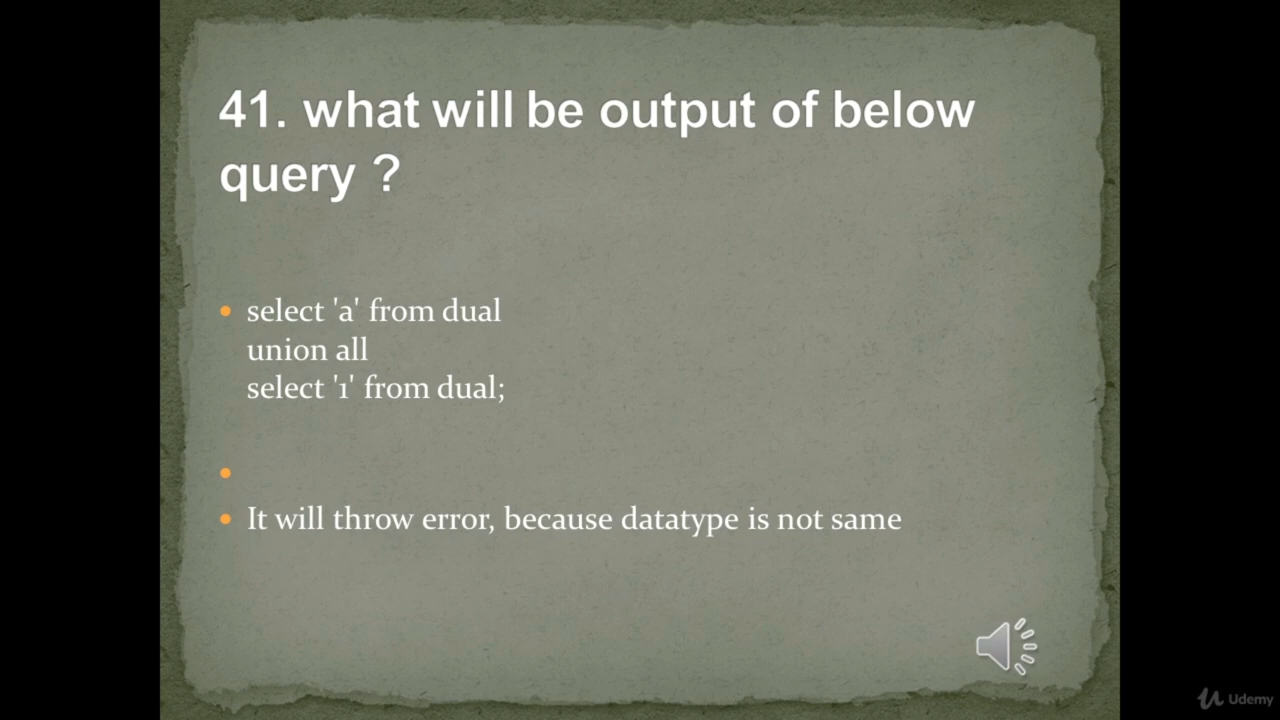 41. what will be output of below
query ?
select 'a' from dual
union all
select '1' from dual;
It will throw error, because datatype is not same
Udemy